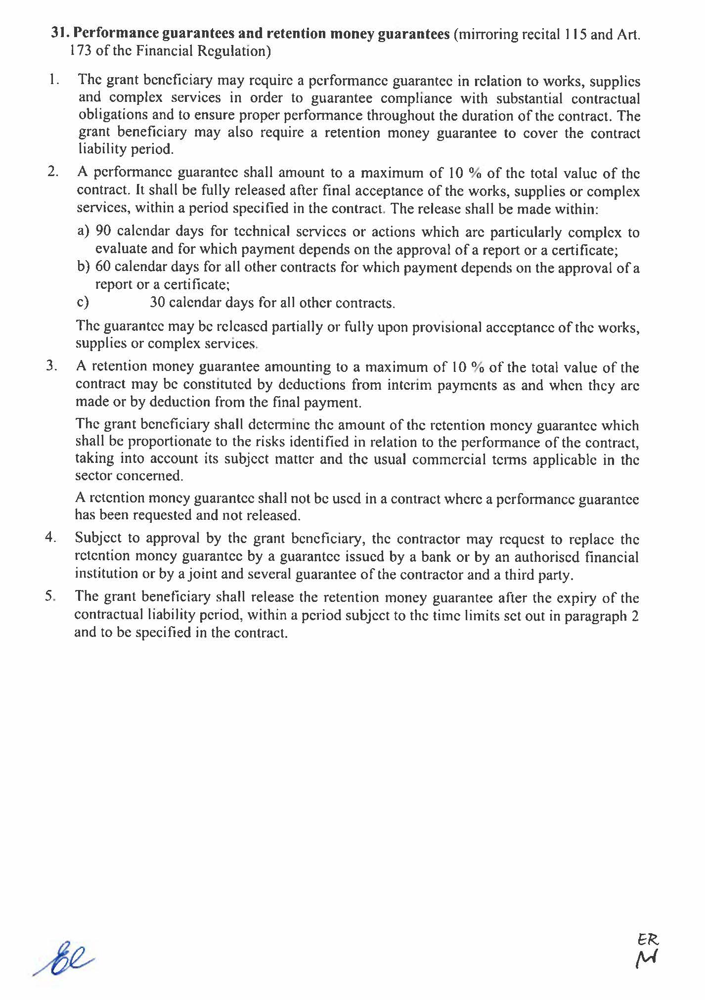 31. Performance guarantees and retention money guarantees (mirroring recital 115 and Art.
173 of the Financial Regulation)
1. The grant beneficiary may require a performance guarantee in relation to works, supplies
and complex services in order to guarantee compliance with substantial contractual
obligations and to ensure proper performance throughout the duration of the contract. The
grant beneficiary may also require a retention money guarantee to cover the contract
liability period.
2. A performance guarantee shall amount to a maximum of 10 % of the total value of the
contract. It shall be fully released after final acceptance of the works, supplies or complex
services, within a period specified in the contract. The release shall be made within:
a) 90 calendar days for technical services or actions which are particularly complex to
evaluate and for which payment depends on the approval of a report or a certificate;
b) 60 calendar days for all other contracts for which payment depends on the approval of a
report or a certificate;
c) 30 calendar days for all other contracts.
The guarantee may be released partially or fully upon provisional acceptance of the works,
supplies or complex services.
3. A retention money guarantee amounting to a maximum of 10 % of the total value of the
contract may be constituted by deductions from interim payments as and when they are
made or by deduction from the final payment.
The grant beneficiary shall determine the amount of the retention money guarantee which
shall be proportionate to the risks identified in relation to the performance of the contract,
taking into account its subject matter and the usual commercial terms applicable in the
sector concerned.
A retention money guarantee shall not be used in a contract where a performance guarantee
has been requested and not released.
4. Subject to approval by the grant beneficiary, the contractor may request to replace the
retention money guarantee by a guarantee issued by a bank or by an authorised financial
institution or by a joint and several guarantee of the contractor and a third party.
5. The grant beneficiary shall release the retention money guarantee after the expiry of the
contractual liability period, within a period subject to the time limits set out in paragraph 2
and to be specified in the contract.
ER